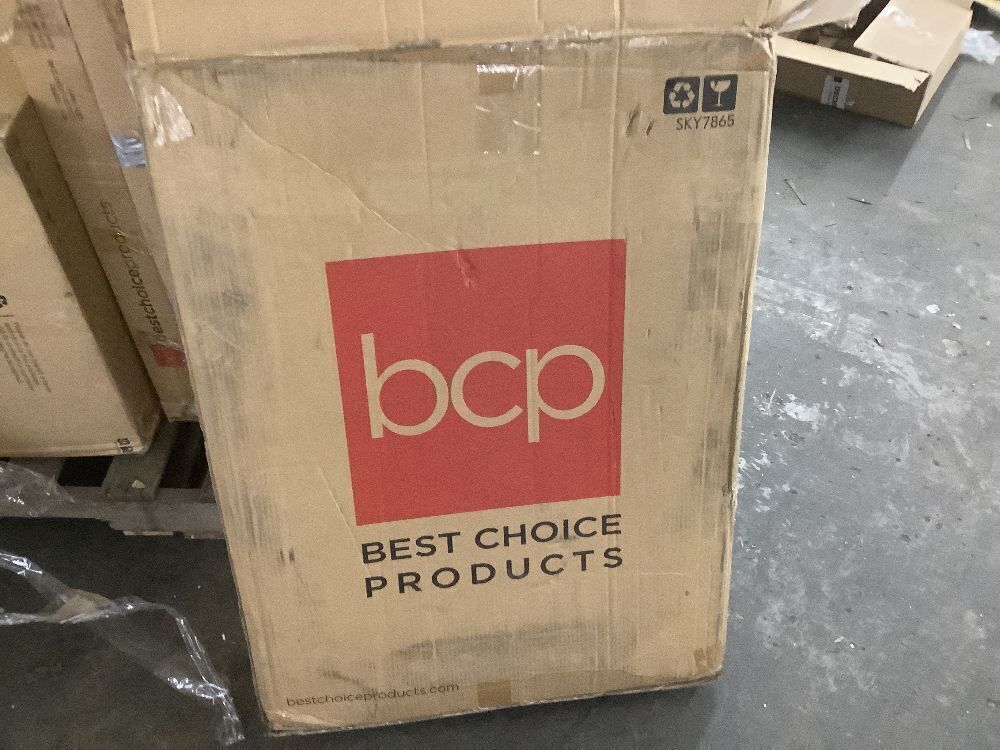 SKY7865
bcp
BEST CHOICE
PRODUCTS
bestchoiceproducts.com
bestchoiceproducts